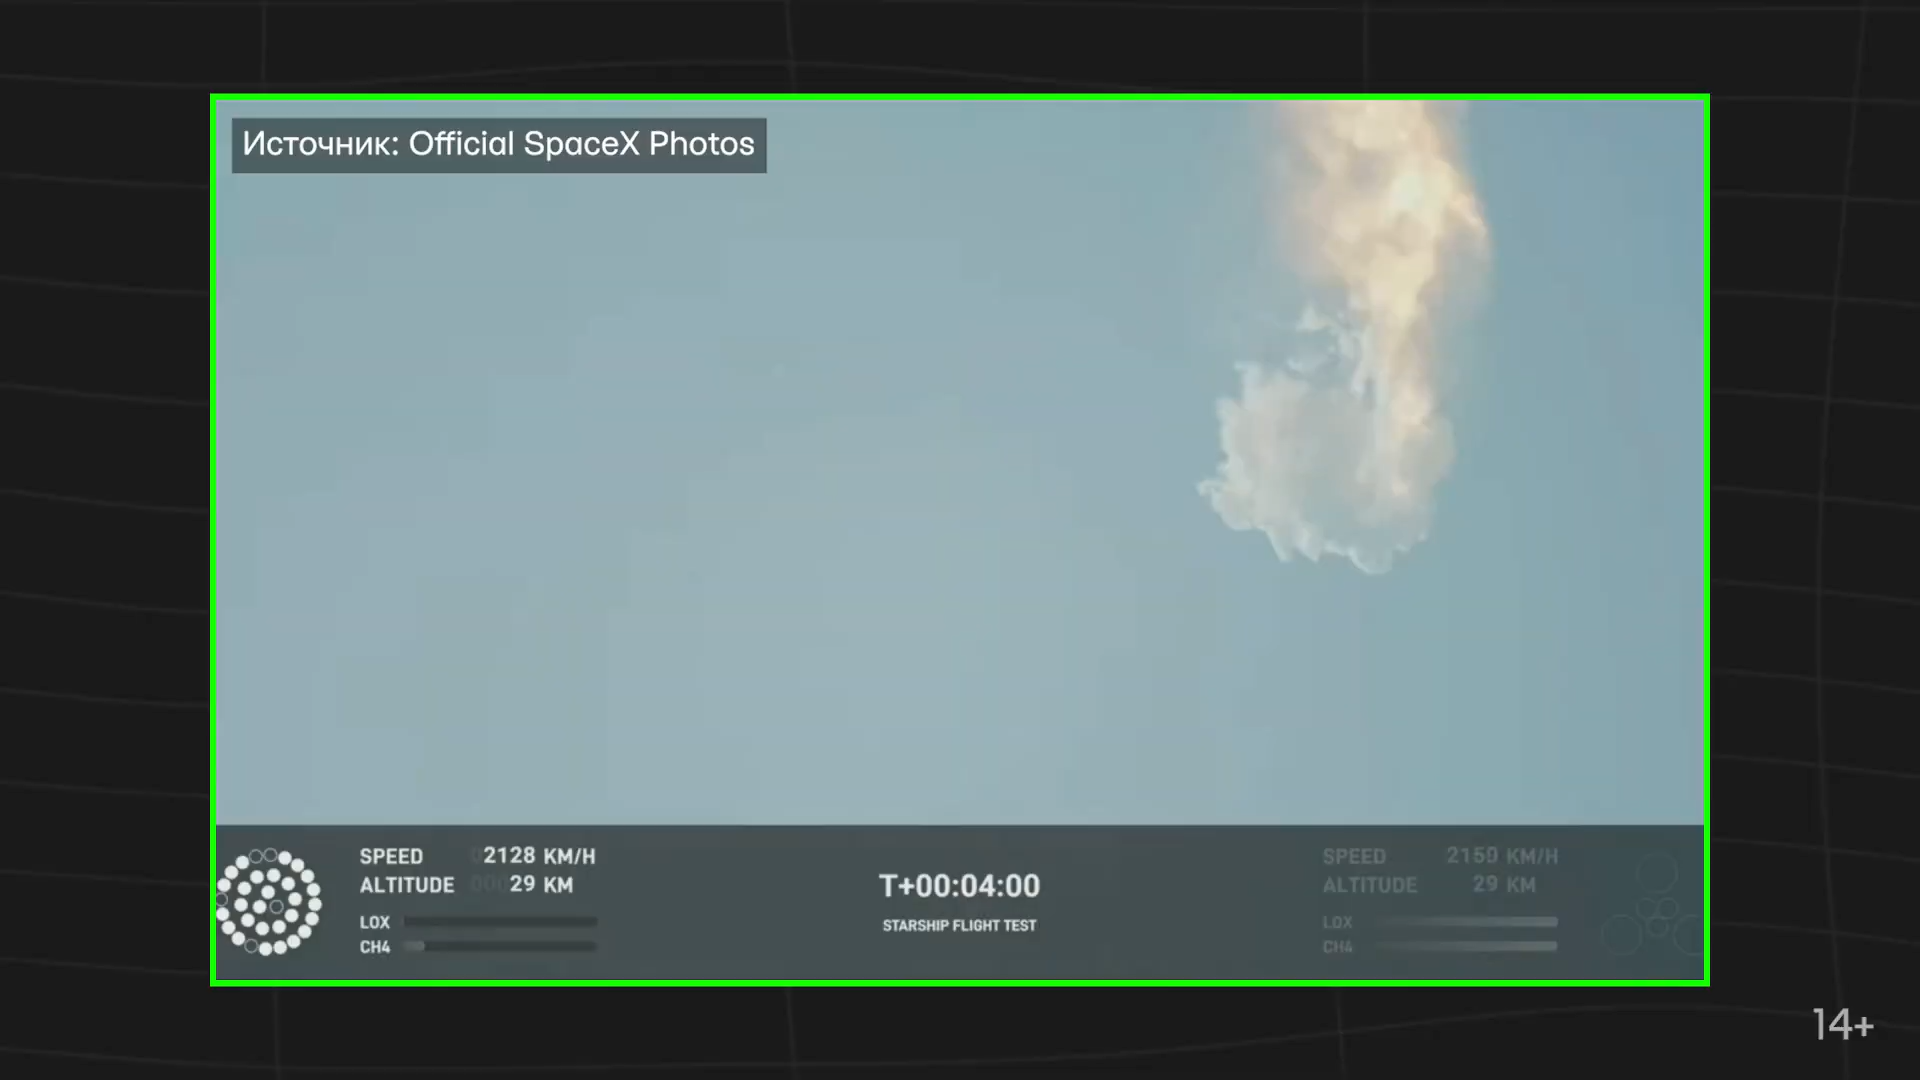 Источник: Official SpaceX Photos
SPEED 2128 KM/H
ALTITUDE 29 KM
LOX
CH4
T+00:04:00
STARSHIP FLIGHT TEST
SPEED 2150 KM/H
ALTITUDE 29 KM
LOX
CH4
14+